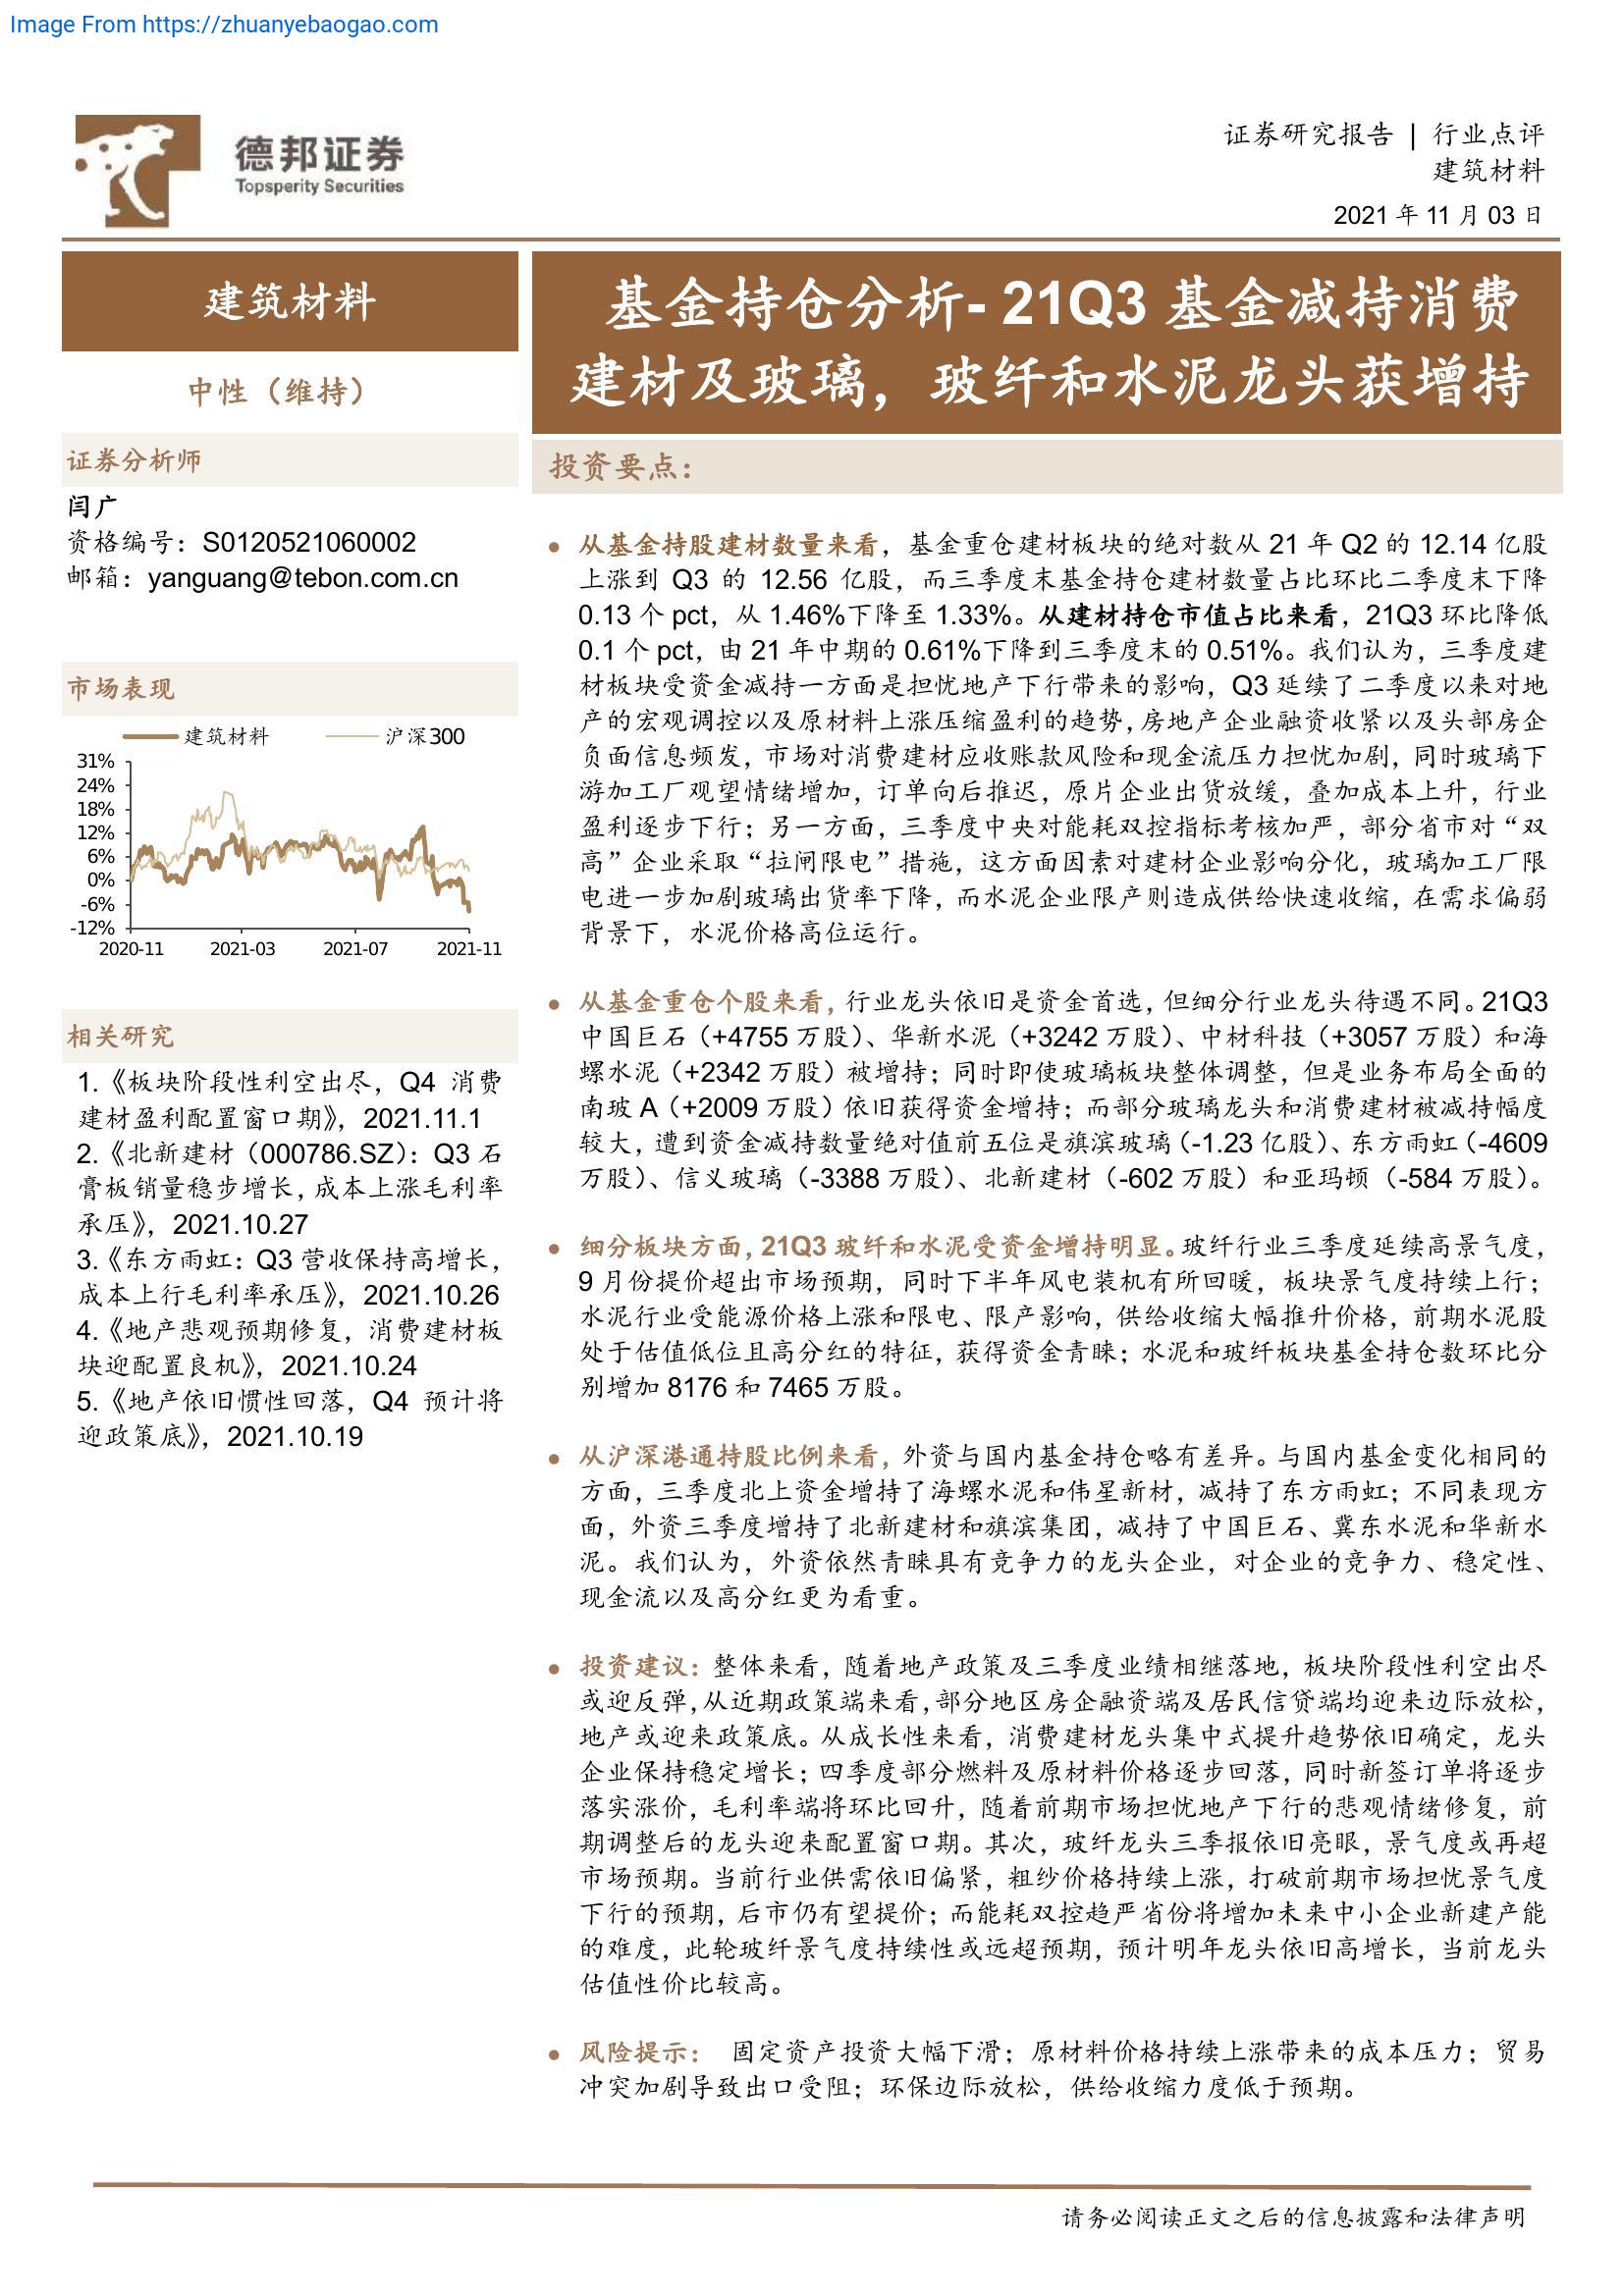 Image From https://zhuanyebaogao.com
德邦证券
Topsperity Securities
证券研究报告 | 行业点评
建筑材料
2021 年 11 月 03 日
建筑材料
中性（维持）
证券分析师
闫广
资格编号：S0120521060002
邮箱：yanguang@tebon.com.cn
市场表现
建筑材料 沪深300
31%
24%
18%
12%
6%
0%
-6%
-12%
2020-11 2021-03 2021-07 2021-11
相关研究
1.《板块阶段性利空出尽，Q4 消费
建材盈利配置窗口期》，2021.11.1
2.《北新建材（000786.SZ）：Q3 石
膏板销量稳步增长，成本上涨毛利率
承压》，2021.10.27
3.《东方雨虹：Q3 营收保持高增长，
成本上行毛利率承压》，2021.10.26
4.《地产悲观预期修复，消费建材板
块迎配置良机》，2021.10.24
5.《地产依旧惯性回落，Q4 预计将
迎政策底》，2021.10.19
基金持仓分析- 21Q3 基金减持消费
建材及玻璃，玻纤和水泥龙头获增持
投资要点：
● 从基金持股建材数量来看，基金重仓建材板块的绝对数从 21 年 Q2 的 12.14 亿股
上涨到 Q3 的 12.56 亿股，而三季度末基金持仓建材数量占比环比二季度末下降
0.13 个 pct，从 1.46%下降至 1.33%。从建材持仓市值占比来看，21Q3 环比降低
0.1 个 pct，由 21 年中期的 0.61%下降到三季度末的 0.51%。我们认为，三季度建
材板块受资金减持一方面是担忧地产下行带来的影响，Q3 延续了二季度以来对地
产的宏观调控以及原材料上涨压缩盈利的趋势，房地产企业融资收紧以及头部房企
负面信息频发，市场对消费建材应收账款风险和现金流压力担忧加剧，同时玻璃下
游加工厂观望情绪增加，订单向后推迟，原片企业出货放缓，叠加成本上升，行业
盈利逐步下行；另一方面，三季度中央对能耗双控指标考核加严，部分省市对“双
高”企业采取“拉闸限电”措施，这方面因素对建材企业影响分化，玻璃加工厂限
电进一步加剧玻璃出货率下降，而水泥企业限产则造成供给快速收缩，在需求偏弱
背景下，水泥价格高位运行。
● 从基金重仓个股来看，行业龙头依旧是资金首选，但细分行业龙头待遇不同。21Q3
中国巨石（+4755 万股）、华新水泥（+3242 万股）、中材科技（+3057 万股）和海
螺水泥（+2342 万股）被增持；同时即使玻璃板块整体调整，但是业务布局全面的
南玻 A（+2009 万股）依旧获得资金增持；而部分玻璃龙头和消费建材被减持幅度
较大，遭到资金减持数量绝对值前五位是旗滨玻璃（-1.23 亿股）、东方雨虹（-4609
万股）、信义玻璃（-3388 万股）、北新建材（-602 万股）和亚玛顿（-584 万股）。
● 细分板块方面，21Q3 玻纤和水泥受资金增持明显。玻纤行业三季度延续高景气度，
9 月份提价超出市场预期，同时下半年风电装机有所回暖，板块景气度持续上行；
水泥行业受能源价格上涨和限电、限产影响，供给收缩大幅推升价格，前期水泥股
处于估值低位且高分红的特征，获得资金青睐；水泥和玻纤板块基金持仓数环比分
别增加 8176 和 7465 万股。
● 从沪深港通持股比例来看，外资与国内基金持仓略有差异。与国内基金变化相同的
方面，三季度北上资金增持了海螺水泥和伟星新材，减持了东方雨虹；不同表现方
面，外资三季度增持了北新建材和旗滨集团，减持了中国巨石、冀东水泥和华新水
泥。我们认为，外资依然青睐具有竞争力的龙头企业，对企业的竞争力、稳定性、
现金流以及高分红更为看重。
● 投资建议：整体来看，随着地产政策及三季度业绩相继落地，板块阶段性利空出尽
或迎反弹，从近期政策端来看，部分地区房企融资端及居民信贷端均迎来边际放松，
地产或迎来政策底。从成长性来看，消费建材龙头集中式提升趋势依旧确定，龙头
企业保持稳定增长；四季度部分燃料及原材料价格逐步回落，同时新签订单将逐步
落实涨价，毛利率端将环比回升，随着前期市场担忧地产下行的悲观情绪修复，前
期调整后的龙头迎来配置窗口期。其次，玻纤龙头三季报依旧亮眼，景气度或再超
市场预期。当前行业供需依旧偏紧，粗纱价格持续上涨，打破前期市场担忧景气度
下行的预期，后市仍有望提价；而能耗双控趋严省份将增加未来中小企业新建产能
的难度，此轮玻纤景气度持续性或远超预期，预计明年龙头依旧高增长，当前龙头
估值性价比较高。
● 风险提示： 固定资产投资大幅下滑；原材料价格持续上涨带来的成本压力；贸易
冲突加剧导致出口受阻；环保边际放松，供给收缩力度低于预期。
请务必阅读正文之后的信息披露和法律声明